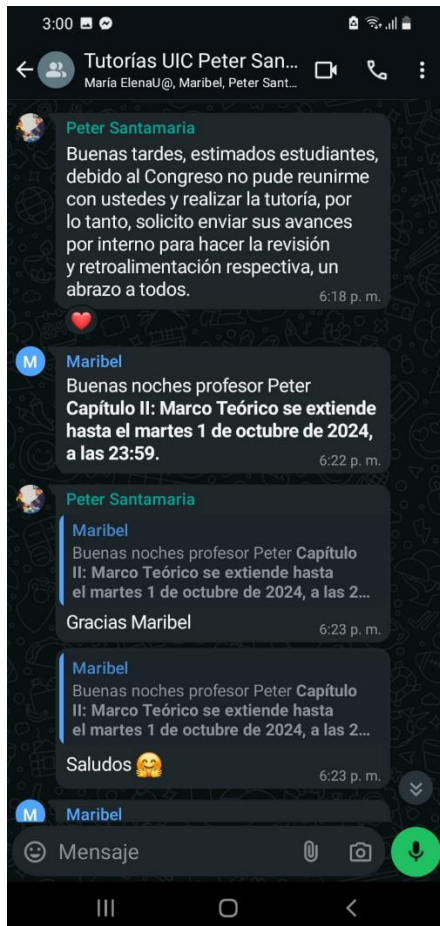 3:00
Tutorías UIC Peter San...
María ElenaU@, Maribel, Peter Sant...
Peter Santamaria
Buenas tardes, estimados estudiantes,
debido al Congreso no pude reunirme
con ustedes y realizar la tutoría, por
lo tanto, solicito enviar sus avances
por interno para hacer la revisión
y retroalimentación respectiva, un
abrazo a todos.
6:18 p. m.
M
Maribel
Buenas noches profesor Peter
Capítulo II: Marco Teórico se extiende
hasta el martes 1 de octubre de 2024,
a las 23:59.
6:22 p. m.
Peter Santamaria
Maribel
Buenas noches profesor Peter Capítulo
II: Marco Teórico se extiende hasta
el martes 1 de octubre de 2024, a las 2...
Gracias Maribel
6:23 p. m.
Maribel
Buenas noches profesor Peter Capítulo
II: Marco Teórico se extiende hasta
el martes 1 de octubre de 2024, a las 2...
Saludos 🤗
6:23 p. m.
M
Maribel
Mensaje